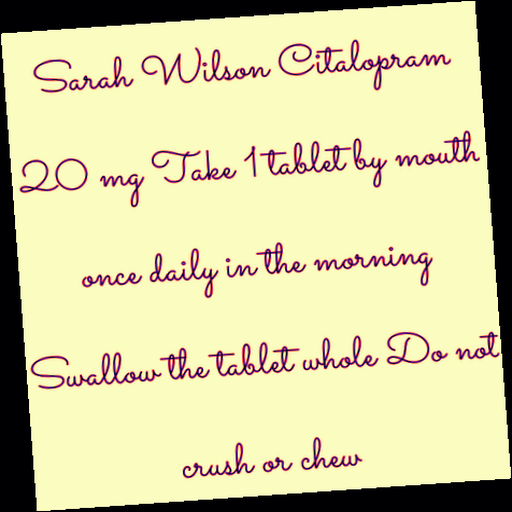 Sarah Wilson Citalopram
20 mg Take 1 tablet by mouth
once daily in the morning
Swallow the tablet whole Do not
crush or chew